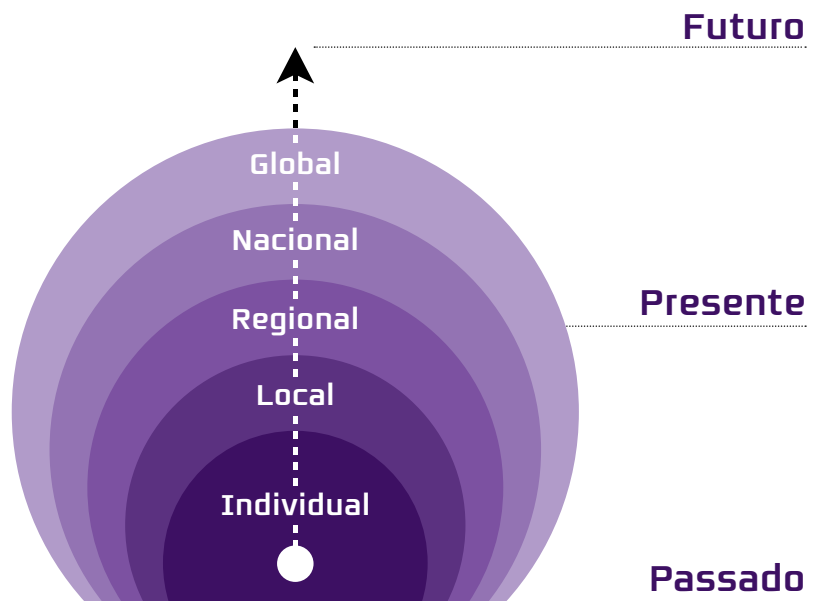 Futuro
Global
Nacional
Presente
Regional
Local
Individual
Passado